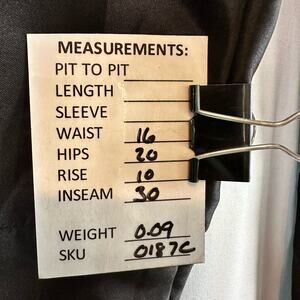 MEASUREMENTS:
PIT TO PIT
LENGTH
SLEEVE
WAIST 16
HIPS 20
RISE 10
INSEAM 30
WEIGHT 0.09
SKU 0187C